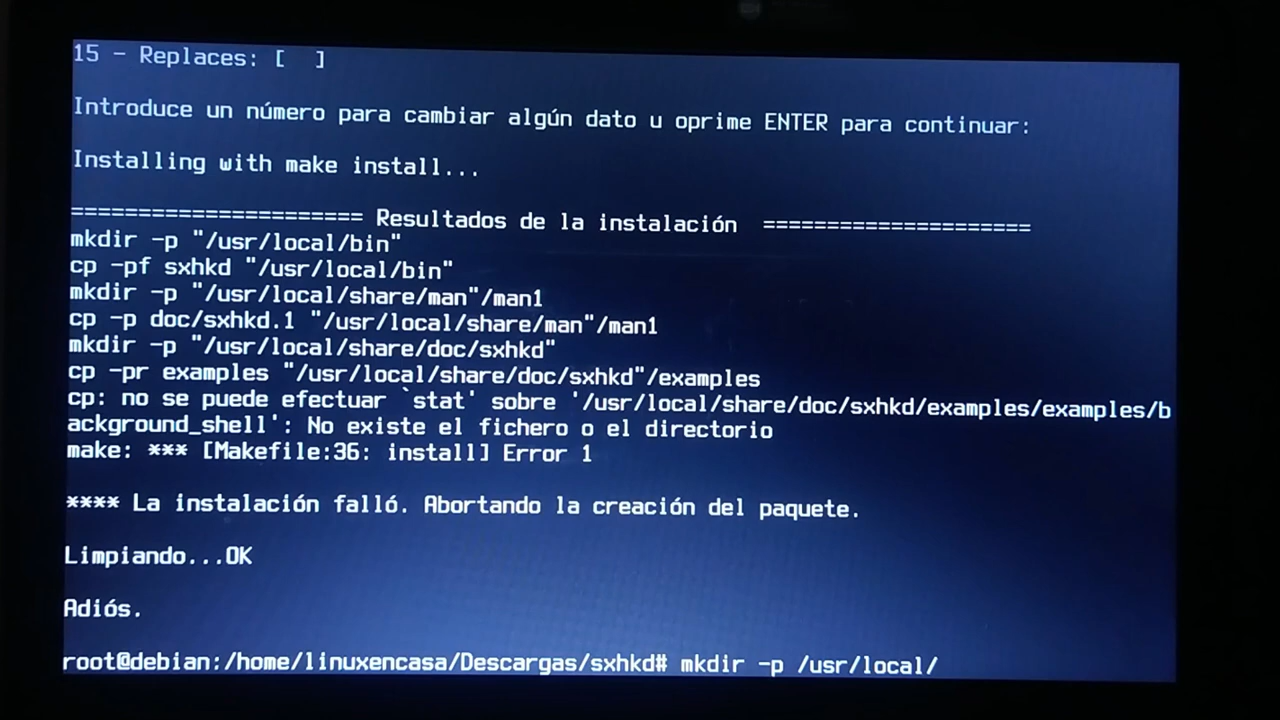 15 - Replaces: [  ]
Introduce un número para cambiar algún dato u oprime ENTER para continuar:
Installing with make install...
====================== Resultados de la instalación  ====================
mkdir -p "/usr/local/bin"
cp -pf sxhkd "/usr/local/bin"
mkdir -p "/usr/local/share/man"/man1
cp -p doc/sxhkd.1 "/usr/local/share/man"/man1
mkdir -p "/usr/local/share/doc/sxhkd"
cp -pr examples "/usr/local/share/doc/sxhkd"/examples
cp: no se puede efectuar `stat' sobre '/usr/local/share/doc/sxhkd/examples/examples/b
ackground_shell': No existe el fichero o el directorio
make: *** [Makefile:36: install] Error 1
**** La instalación falló. Abortando la creación del paquete.
Limpiando...OK
Adiós.
root@debian:/home/linuxencasa/Descargas/sxhkd# mkdir -p /usr/local/